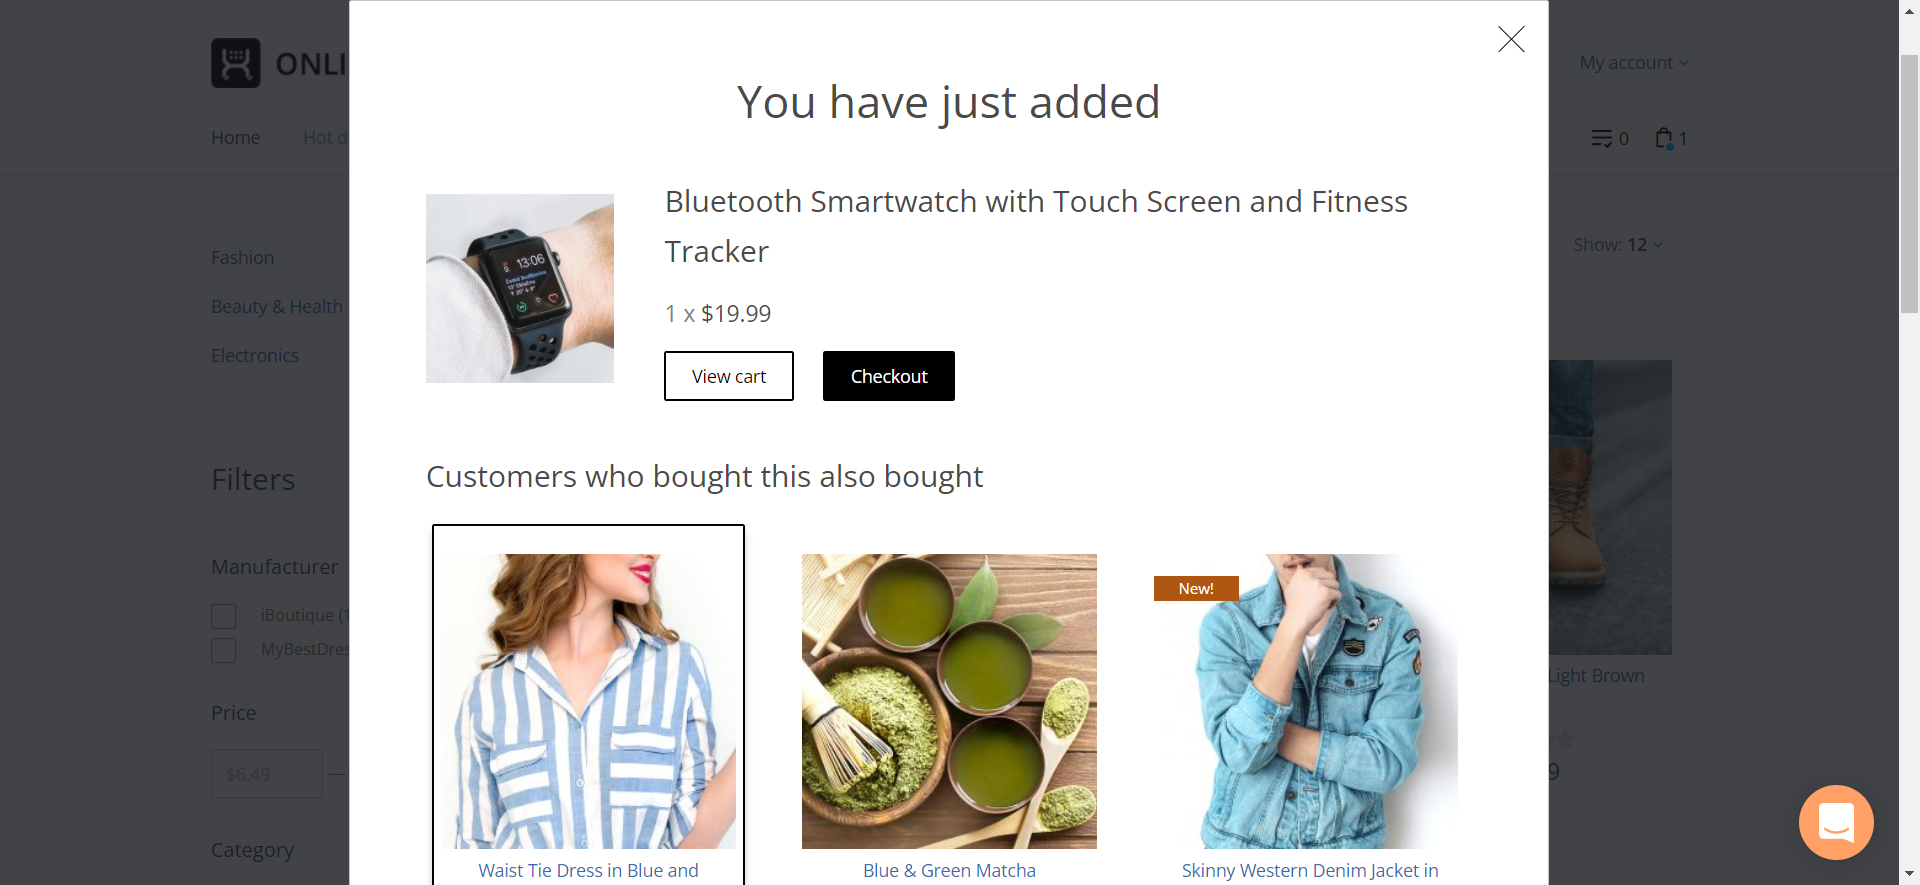 ONLI
My account
Home
Hot d
0
1
You have just added
Bluetooth Smartwatch with Touch Screen and Fitness
Tracker
1 x $19.99
View cart
Checkout
Fashion
Beauty & Health
Electronics
Show: 12
Filters
Manufacturer
iBoutique (1
MyBestDres
Price
$6.49
Category
Customers who bought this also bought
New!
Waist Tie Dress in Blue and
Blue & Green Matcha
Skinny Western Denim Jacket in
Light Brown
9
13:06